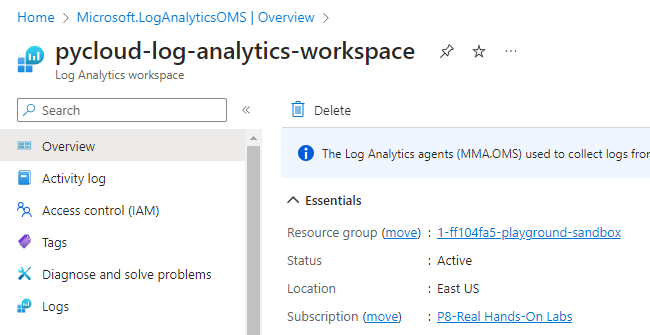 Home > Microsoft.LogAnalyticsOMS | Overview >
pycloud-log-analytics-workspace ...
Log Analytics workspace
Search
«
Delete
Overview
Activity log
Access control (IAM)
Tags
Diagnose and solve problems
Logs
The Log Analytics agents (MMA,OMS) used to collect logs from
Essentials
Resource group (move) : 1-ff104fa5-playground-sandbox
Status : Active
Location : East US
Subscription (move) : P8-Real Hands-On Labs